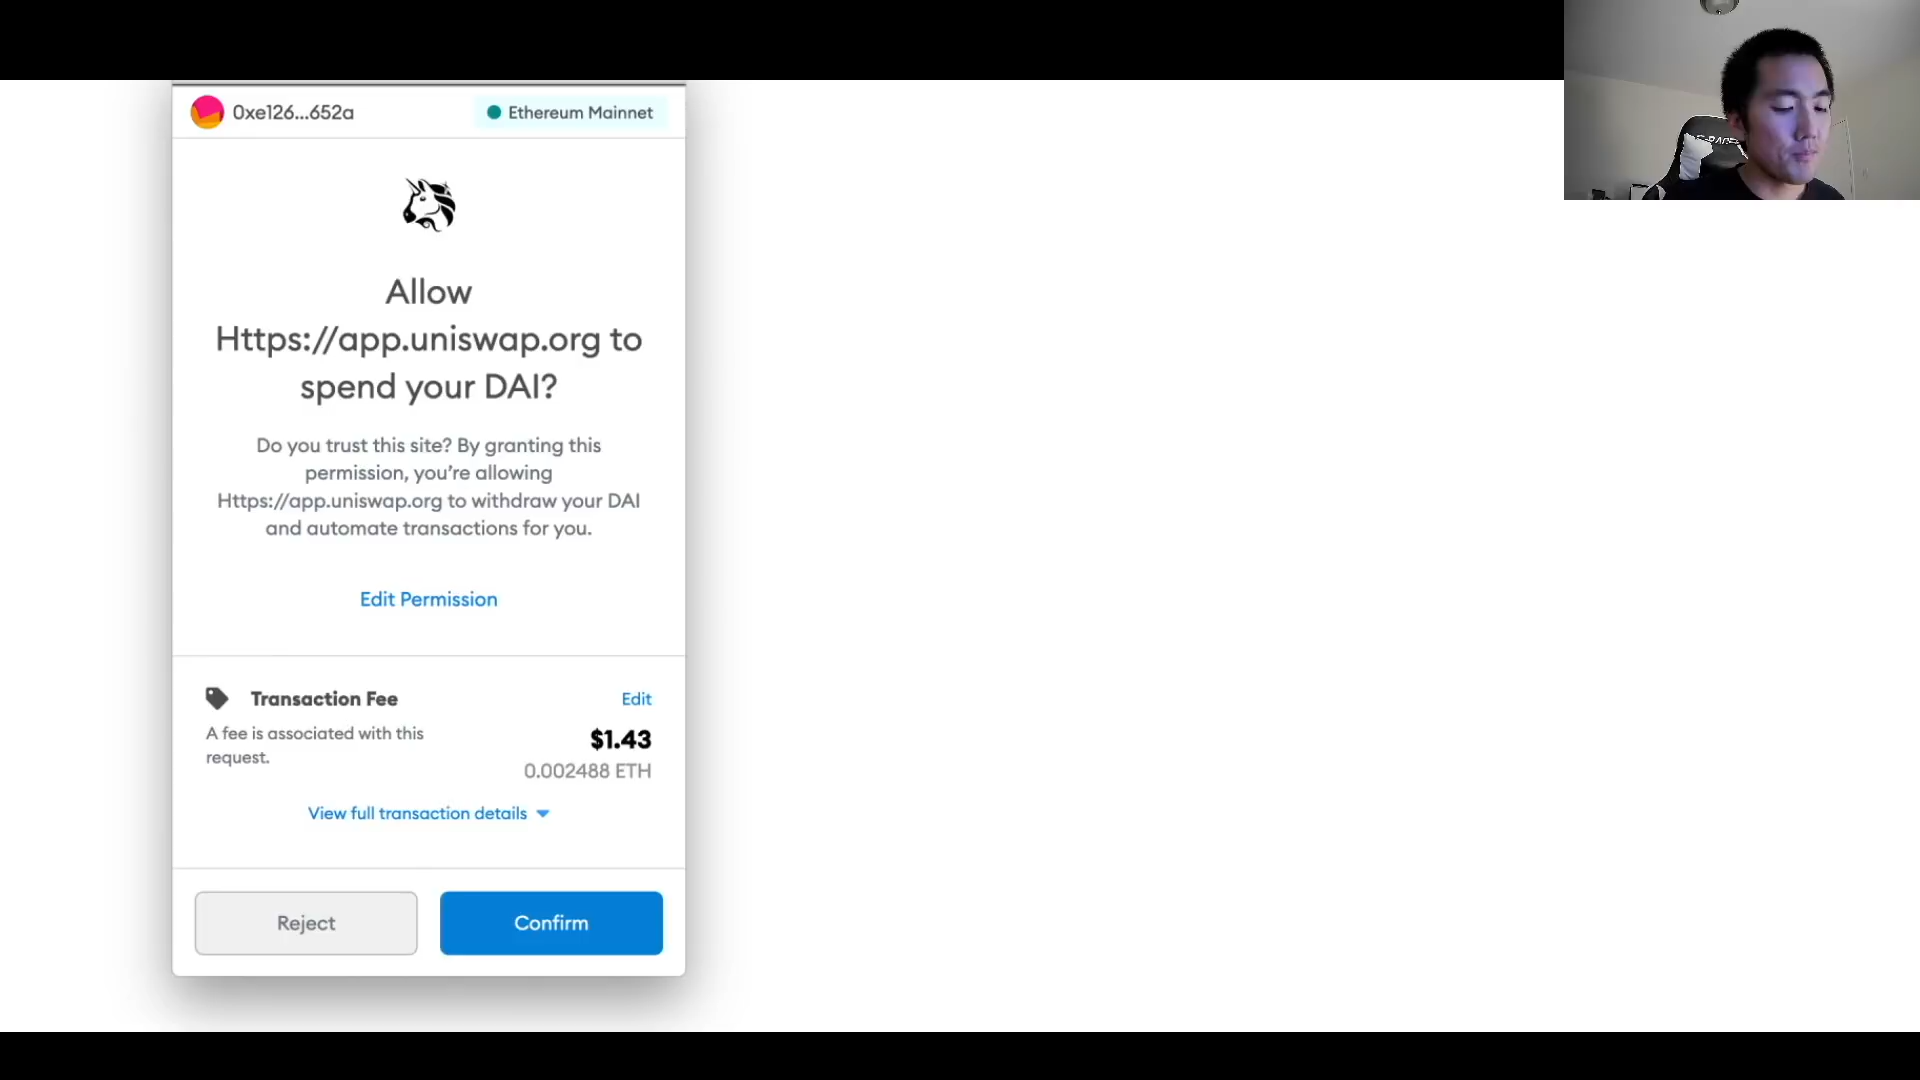 0xe126...652a
Ethereum Mainnet
Allow
Https://app.uniswap.org to
spend your DAI?
Do you trust this site? By granting this
permission, you're allowing
Https://app.uniswap.org to withdraw your DAI
and automate transactions for you.
Edit Permission
Transaction Fee
Edit
A fee is associated with this
request.
$1.43
0.002488 ETH
View full transaction details
Reject
Confirm